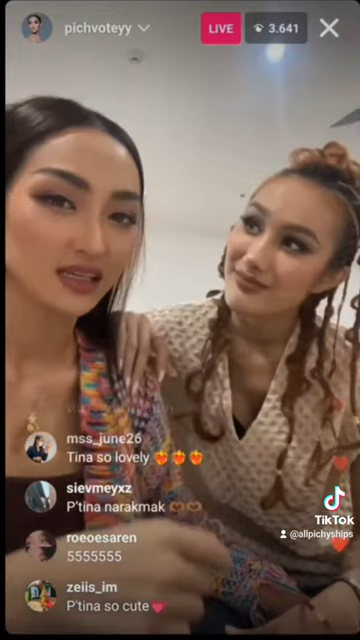 pichvoteyy
LIVE
3.641
mss_june26
Tina so lovely ❤️‍🔥❤️‍🔥❤️‍🔥
sievmeyxz
P'tina narakmak 🫶🫶
roeoesaren
5555555
zeiis_im
P'tina so cute 💗
TikTok
@allpichyships